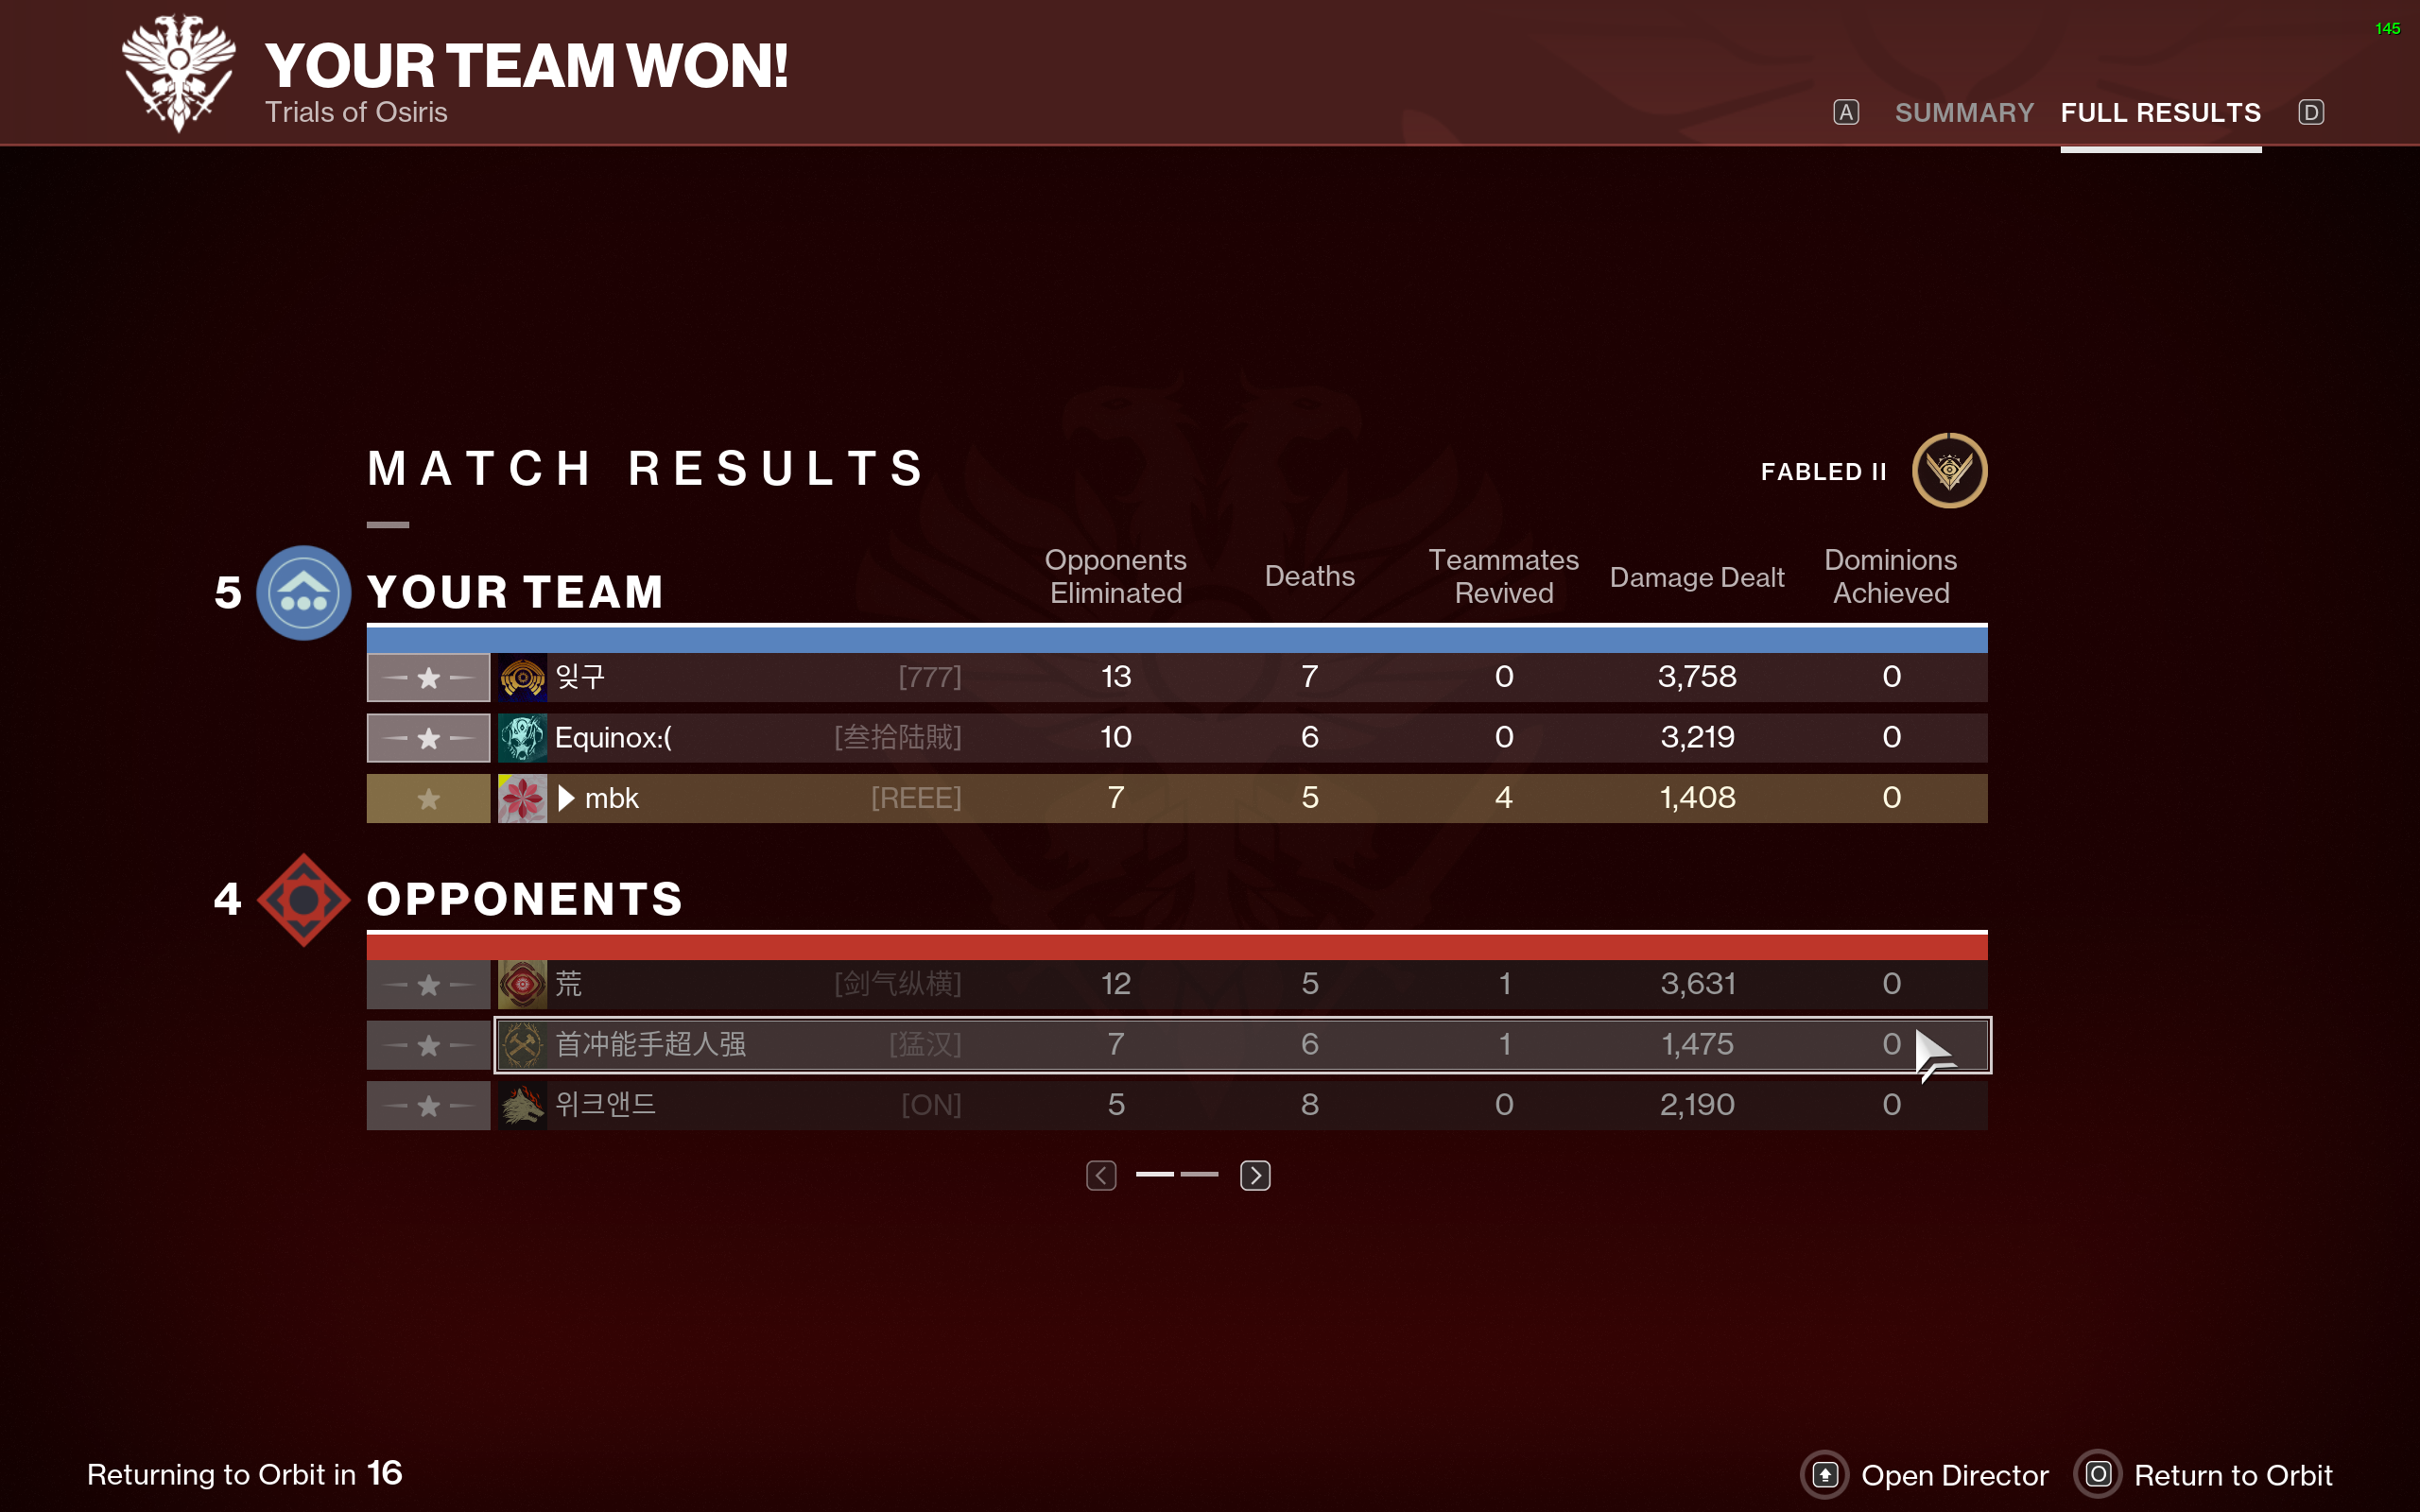 145
YOUR TEAM WON!
Trials of Osiris
A SUMMARY FULL RESULTS D
MATCH RESULTS
FABLED II
5 YOUR TEAM
Opponents Eliminated Deaths Teammates Revived Damage Dealt Dominions Achieved
잊구 [777] 13 7 0 3,758 0
Equinox:( [叁拾陆贼] 10 6 0 3,219 0
mbk [REEE] 7 5 4 1,408 0
4 OPPONENTS
荒 [剑气纵横] 12 5 1 3,631 0
首冲能手超人强 [猛汉] 7 6 1 1,475 0
위크앤드 [ON] 5 8 0 2,190 0
Returning to Orbit in 16
Open Director O Return to Orbit